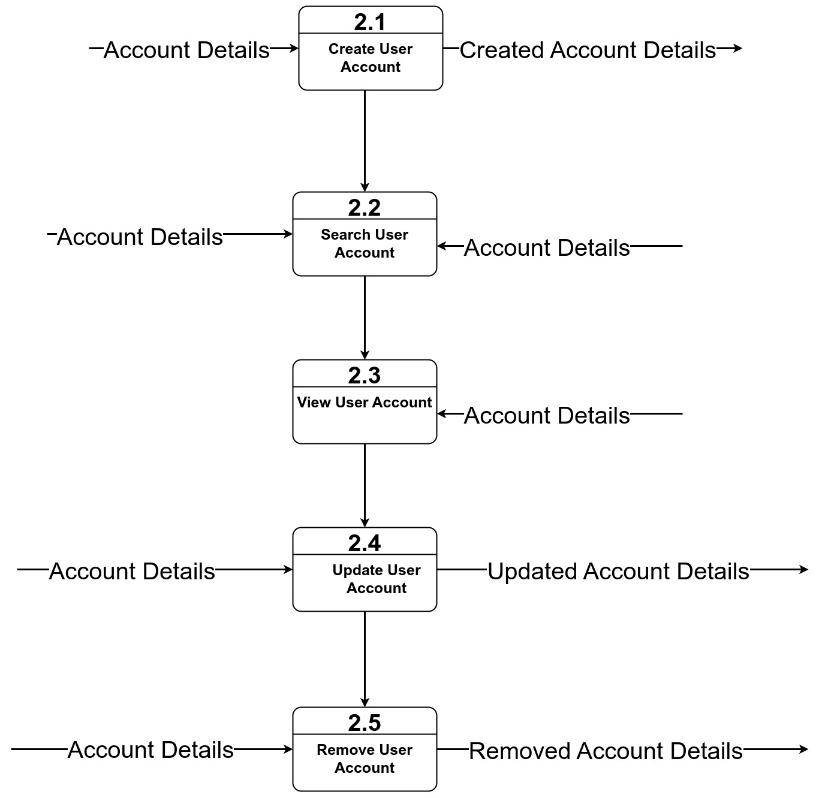 2.1
Account Details
Create User
Account
Created Account Details
2.2
Account Details
Search User
Account
Account Details
2.3
View User Account
Account Details
2.4
Account Details
Update User
Account
Updated Account Details
2.5
Account Details
Remove User
Account
Removed Account Details